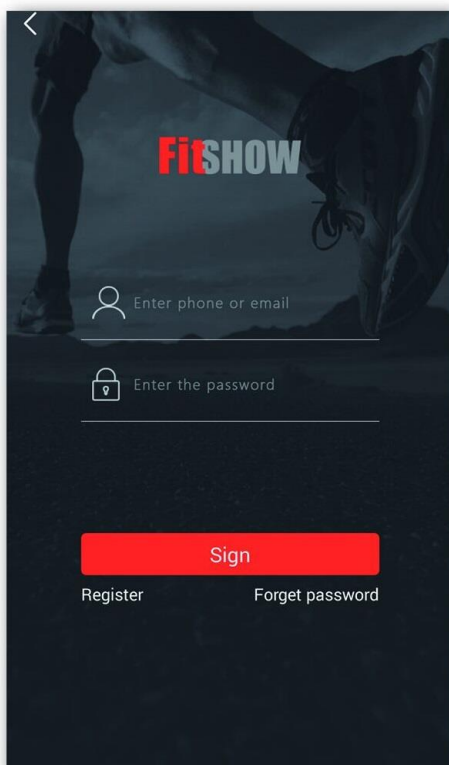 FitSHOW
Enter phone or email
Enter the password
Sign
Register Forget password